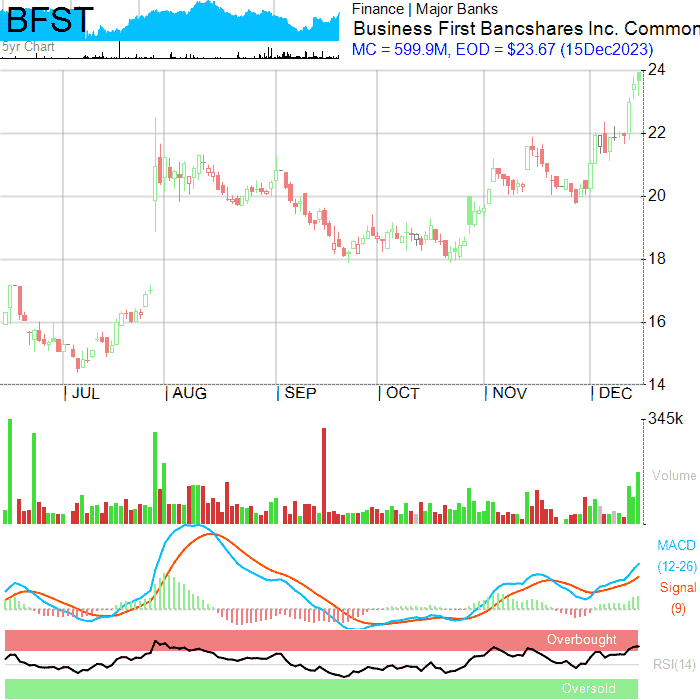 BFST
5yr Chart
Finance | Major Banks
Business First Bancshares Inc. Common
MC = 599.9M, EOD = $23.67 (15Dec2023)
24
22
20
18
16
14
JUL AUG SEP OCT NOV DEC
345k
Volume
MACD
(12-26)
Signal
(9)
Overbought
RSI(14)
Oversold